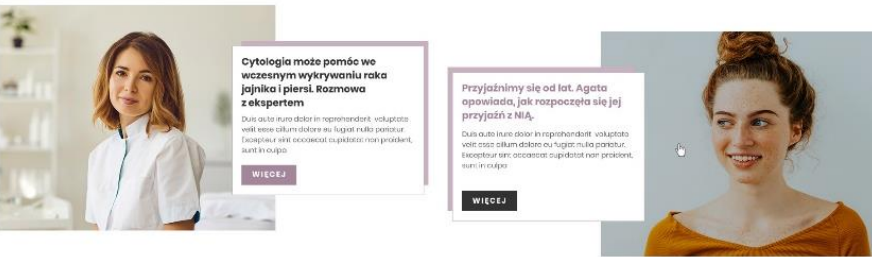 Cytologia może pomóc we
wczesnym wykrywaniu raka
jajnika i piersi. Rozmowa
z ekspertem
Duis aute irure dolor in reprehenderit voluptate
velit esse cillum dolore eu fugiat nulla pariatur.
Excepteur sint occaecat cupidatat non proident,
sunt in culpa
WIĘCEJ
Przyjaźnimy się od lat. Agata
opowiada, jak rozpoczęła się jej
przyjaźń z NIĄ.
Duis aute irure dolor in reprehenderit voluptate
velit esse cillum dolore eu fugiat nulla pariatur.
Excepteur sint occaecat cupidatat non proident,
sunt in culpa
WIĘCEJ